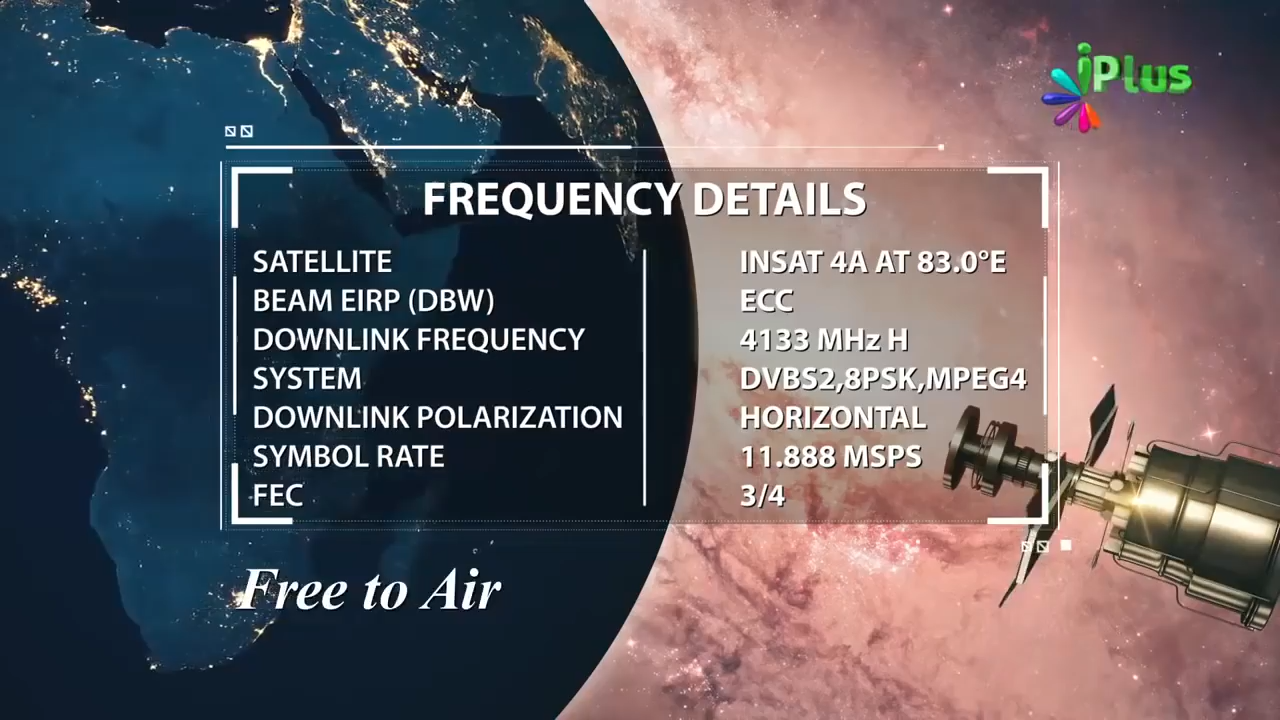 iPlus
FREQUENCY DETAILS
SATELLITE INSAT 4A AT 83.0°E
BEAM EIRP (DBW) ECC
DOWNLINK FREQUENCY 4133 MHz H
SYSTEM DVBS2,8PSK,MPEG4
DOWNLINK POLARIZATION HORIZONTAL
SYMBOL RATE 11.888 MSPS
FEC 3/4
Free to Air